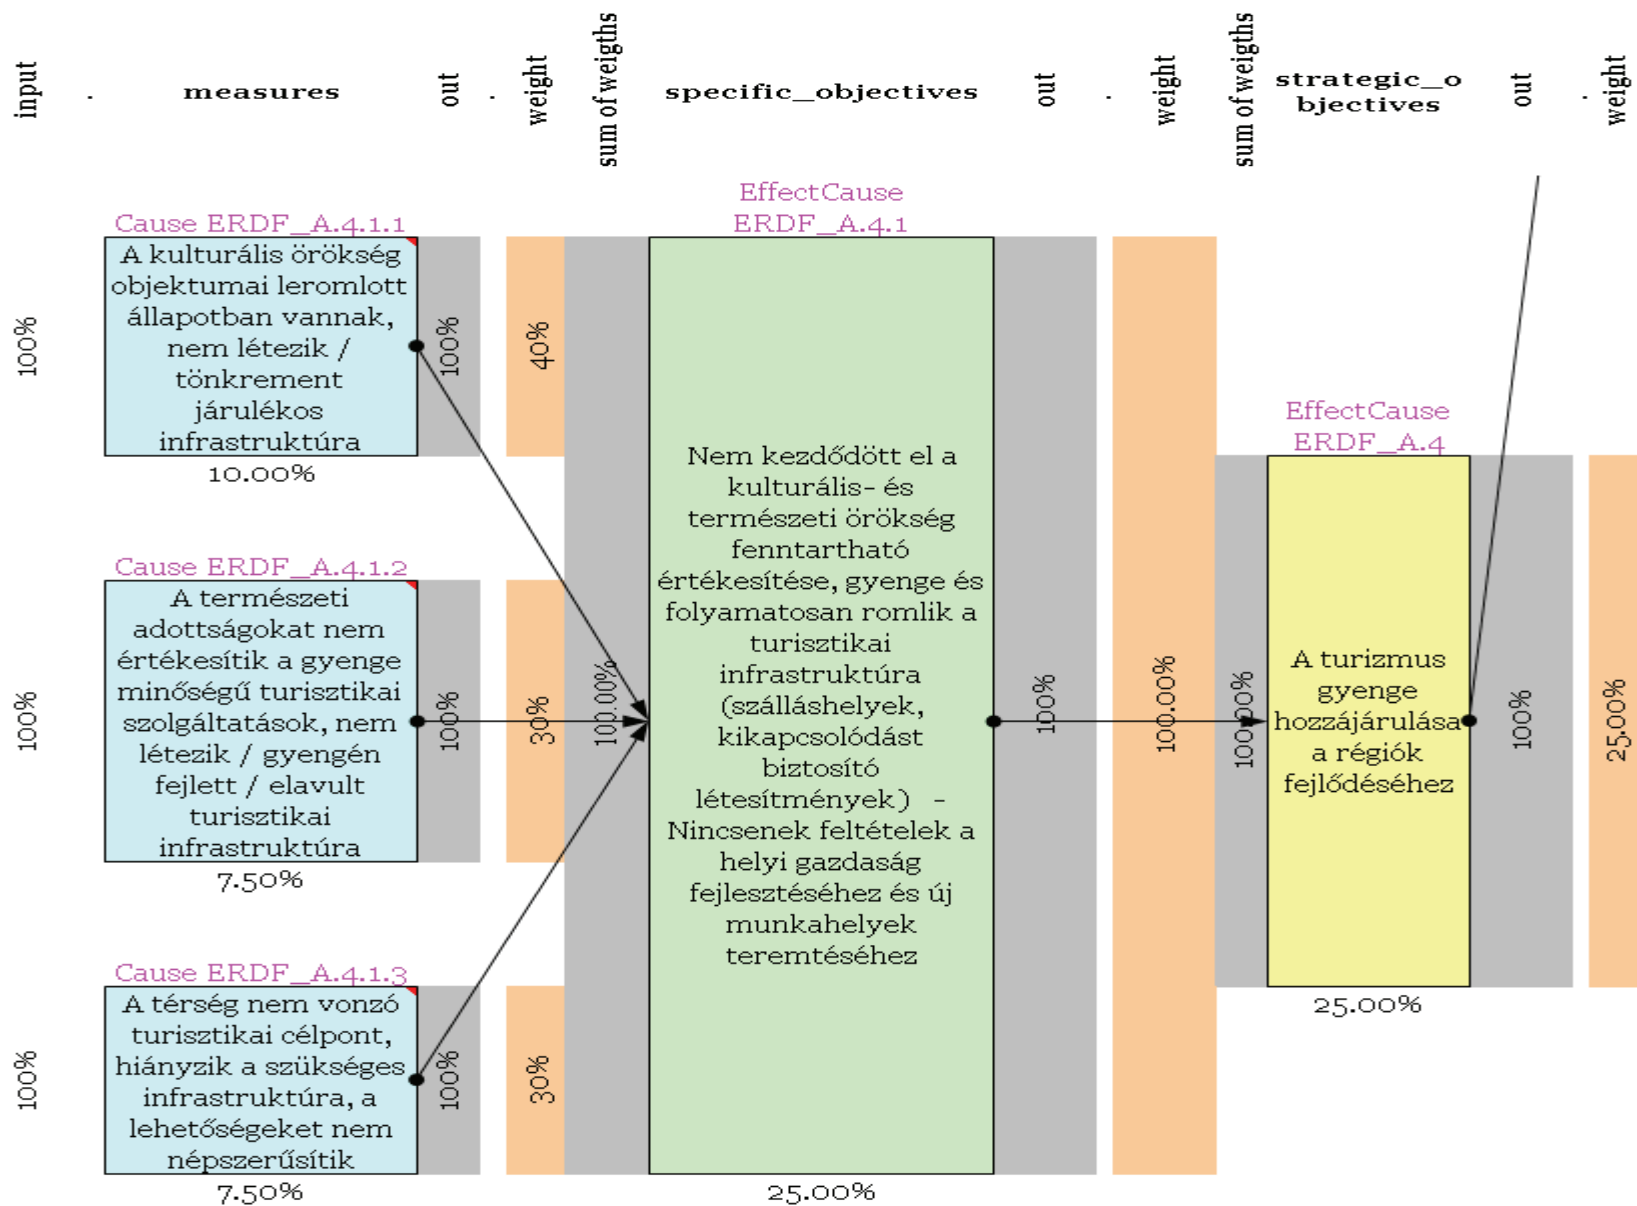 input
.
measures
out
.
weight
sum of weigths
specific_objectives
out
.
weight
sum of weigths
strategic_o
bjectives
out
.
weight
100%
Cause ERDF_A.4.1.1
A kulturális örökség
objektumai leromlott
állapotban vannak,
nem létezik /
tönkrement
járulékos
infrastruktúra
10.00%
100%
40%
100%
Cause ERDF_A.4.1.2
A természeti
adottságokat nem
értékesítik a gyenge
minőségű turisztikai
szolgáltatások, nem
létezik / gyengén
fejlett / elavult
turisztikai
infrastruktúra
7.50%
100%
30%
100%
Cause ERDF_A.4.1.3
A térség nem vonzó
turisztikai célpont,
hiányzik a szükséges
infrastruktúra, a
lehetőségeket nem
népszerűsítik
7.50%
100%
30%
100.00%
EffectCause
ERDF_A.4.1
Nem kezdődött el a
kulturális- és
természeti örökség
fenntartható
értékesítése, gyenge és
folyamatosan romlik a
turisztikai
infrastruktúra
(szálláshelyek,
kikapcsolódást
biztosító
létesítmények) -
Nincsenek feltételek a
helyi gazdaság
fejlesztéséhez és új
munkahelyek
teremtéséhez
25.00%
100%
100.00%
100.00%
EffectCause
ERDF_A.4
A turizmus
gyenge
hozzájárulása
a régiók
fejlődéséhez
25.00%
100%
25.00%